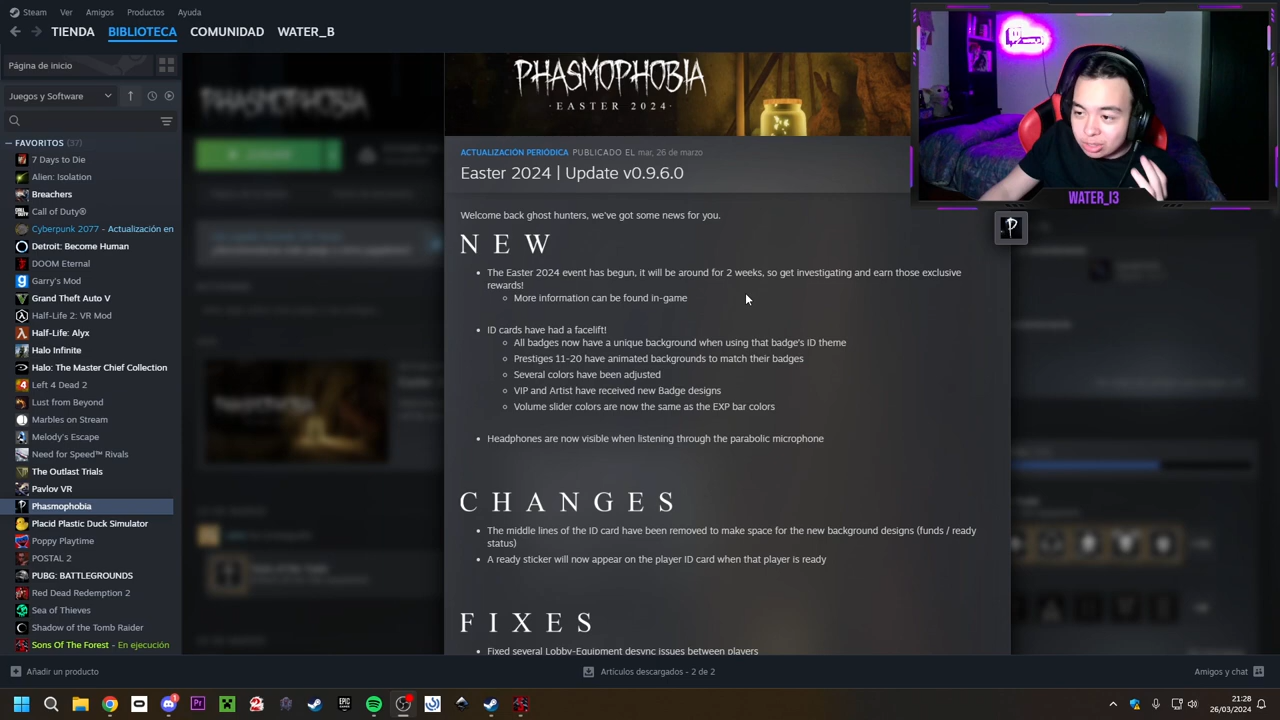 Steam Ver Amigos Productos Ayuda
TIENDA BIBLIOTECA COMUNIDAD WATER_B
Página de inicio
Juegos y Software
FAVORITOS (37)
7 Days to Die
Alien: Isolation
Breachers
Call of Duty®
Cyberpunk 2077 - Actualización en
Detroit: Become Human
DOOM Eternal
Garry's Mod
Grand Theft Auto V
Half-Life 2: VR Mod
Half-Life: Alyx
Halo Infinite
Halo: The Master Chief Collection
Left 4 Dead 2
Lust from Beyond
Marbles on Stream
Melody's Escape
Need for Speed™ Rivals
The Outlast Trials
Pavlov VR
Phasmophobia
Placid Plastic Duck Simulator
Poppy Playtime
POSTAL 2
PUBG: BATTLEGROUNDS
Red Dead Redemption 2
Sea of Thieves
Shadow of the Tomb Raider
Sons Of The Forest - En ejecución
PHASMOPHOBIA
· EASTER 2024 ·
ACTUALIZACIÓN PERIÓDICA PUBLICADO EL mar, 26 de marzo
Easter 2024 | Update v0.9.6.0
Welcome back ghost hunters, we've got some news for you.
NEW
The Easter 2024 event has begun, it will be around for 2 weeks, so get investigating and earn those exclusive
rewards!
More information can be found in-game
ID cards have had a facelift!
All badges now have a unique background when using that badge's ID theme
Prestiges 11-20 have animated backgrounds to match their badges
Several colors have been adjusted
VIP and Artist have received new Badge designs
Volume slider colors are now the same as the EXP bar colors
Headphones are now visible when listening through the parabolic microphone
CHANGES
The middle lines of the ID card have been removed to make space for the new background designs (funds / ready
status)
A ready sticker will now appear on the player ID card when that player is ready
FIXES
Fixed several Lobby-Equipment desync issues between players
WATER_I3
Añadir un producto
Artículos descargados - 2 de 2
Amigos y chat
21:28
26/03/2024